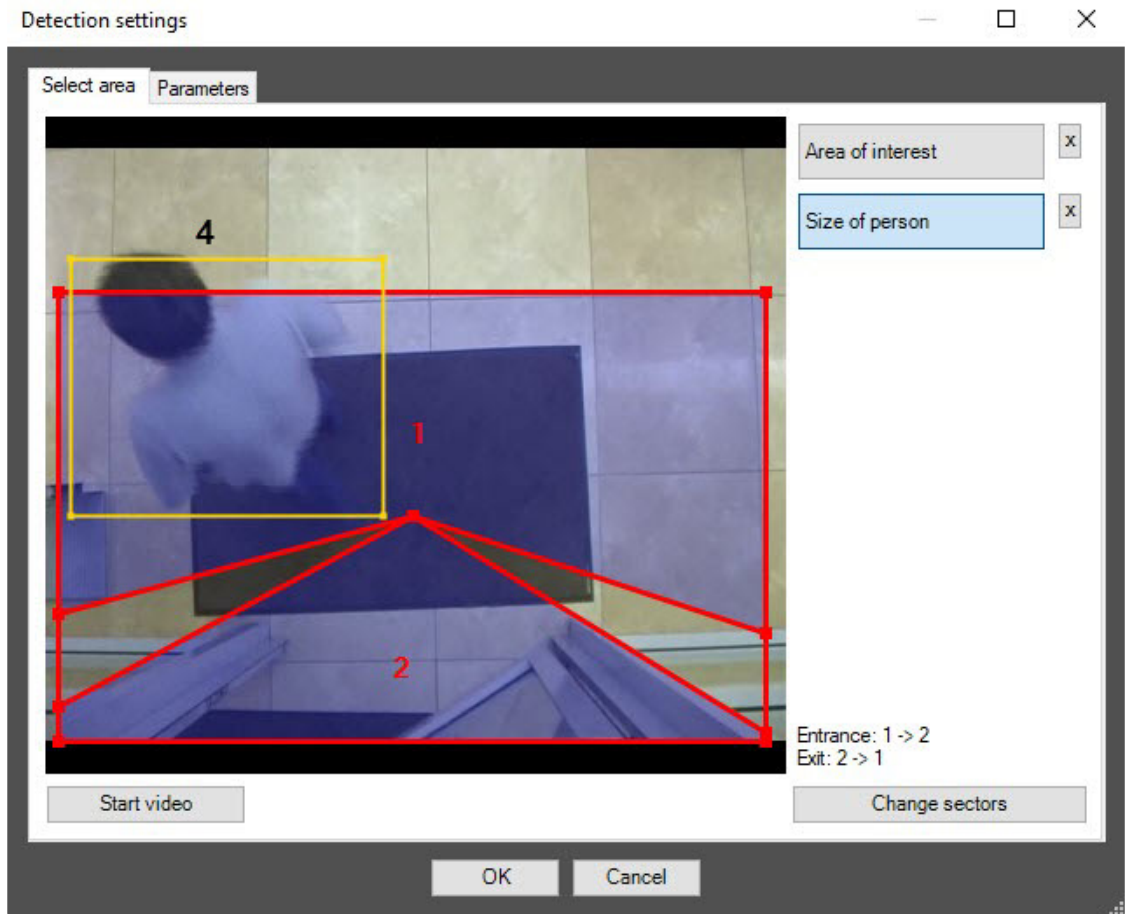 Detection settings
Select area
Parameters
Area of interest
x
Size of person
x
4
1
2
Entrance: 1 -> 2
Exit: 2 -> 1
Start video
Change sectors
OK
Cancel